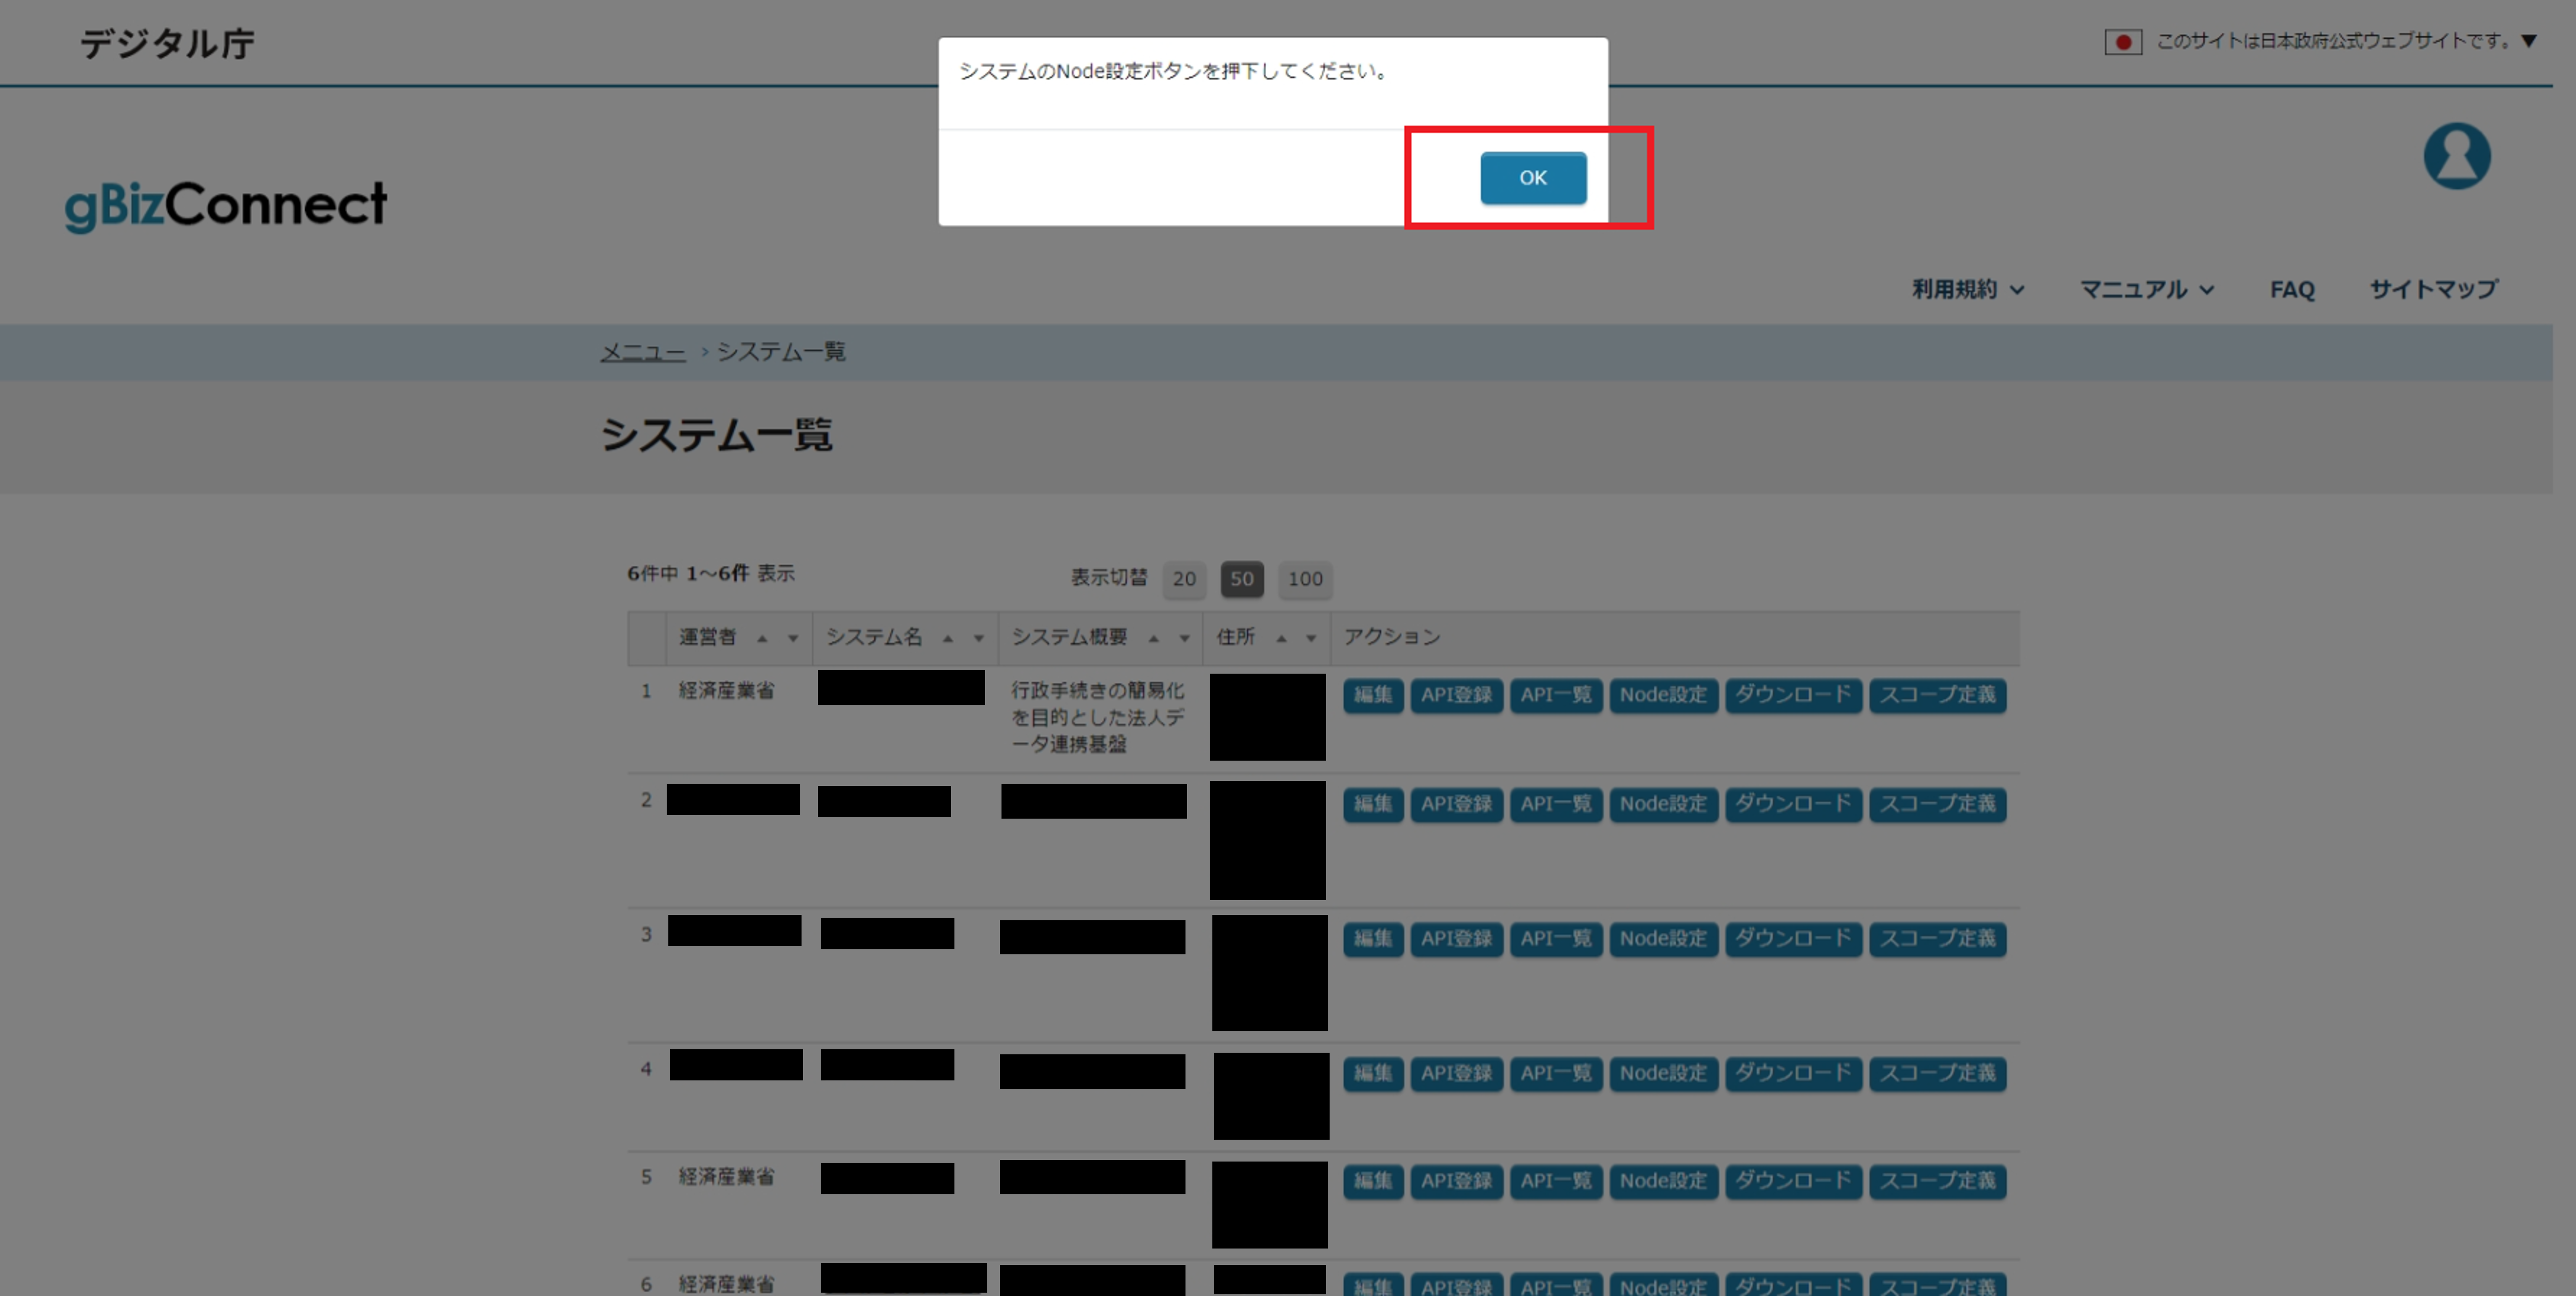 デジタル庁
このサイトは日本政府公式ウェブサイトです。▼
システムのNode設定ボタンを押下してください。
OK
gBizConnect
利用規約 マニュアル FAQ サイトマップ
メニュー › システム一覧
システム一覧
6件中 1～6件 表示 表示切替 20 50 100
運営者 ▲ ▼ システム名 ▲ ▼ システム概要 ▲ ▼ 住所 ▲ ▼ アクション
1 経済産業省 行政手続きの簡易化 編集 API登録 API一覧 Node設定 ダウンロード スコープ定義
を目的とした法人デ
ータ連携基盤
2 編集 API登録 API一覧 Node設定 ダウンロード スコープ定義
3 編集 API登録 API一覧 Node設定 ダウンロード スコープ定義
4 編集 API登録 API一覧 Node設定 ダウンロード スコープ定義
5 経済産業省 編集 API登録 API一覧 Node設定 ダウンロード スコープ定義
6 経済産業省 編集 API登録 API一覧 Node設定 ダウンロード スコープ定義